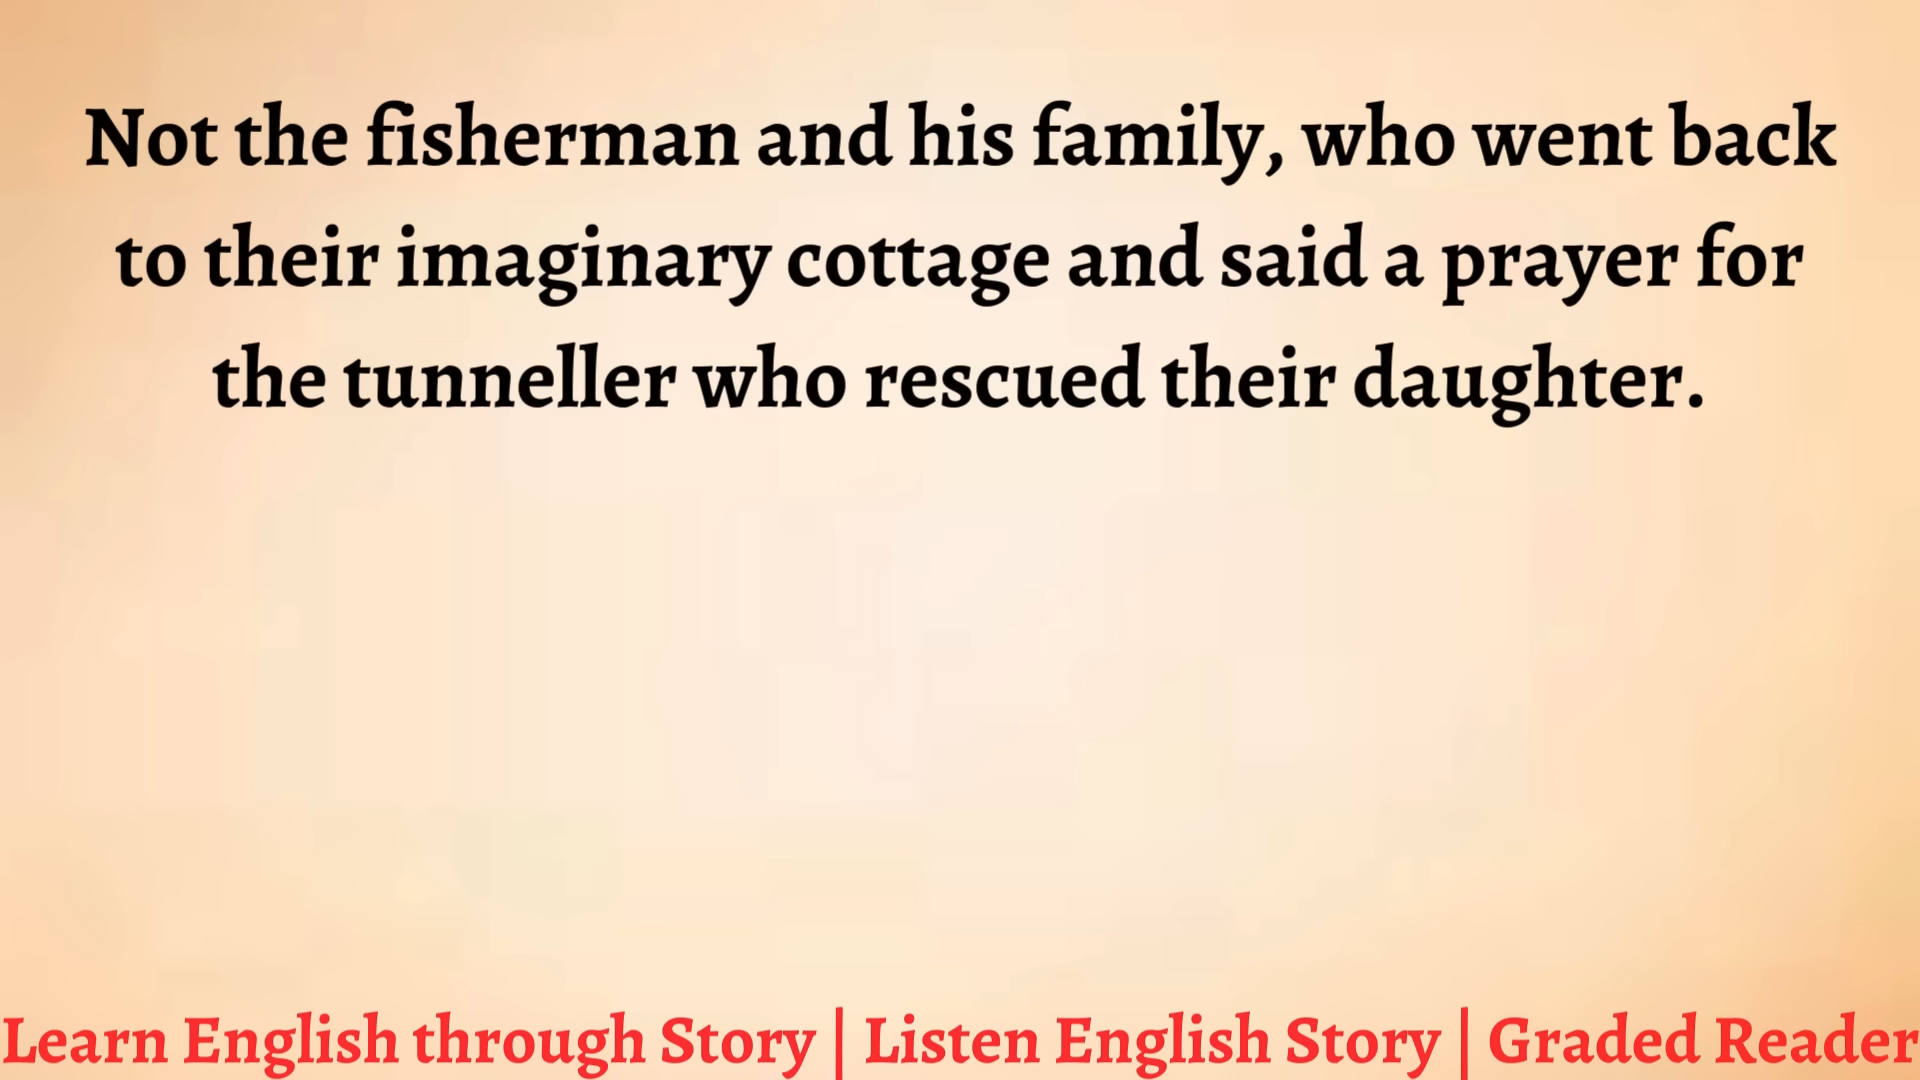 Not the fisherman and his family, who went back
to their imaginary cottage and said a prayer for
the tunneller who rescued their daughter.
Learn English through Story | Listen English Story | Graded Reader